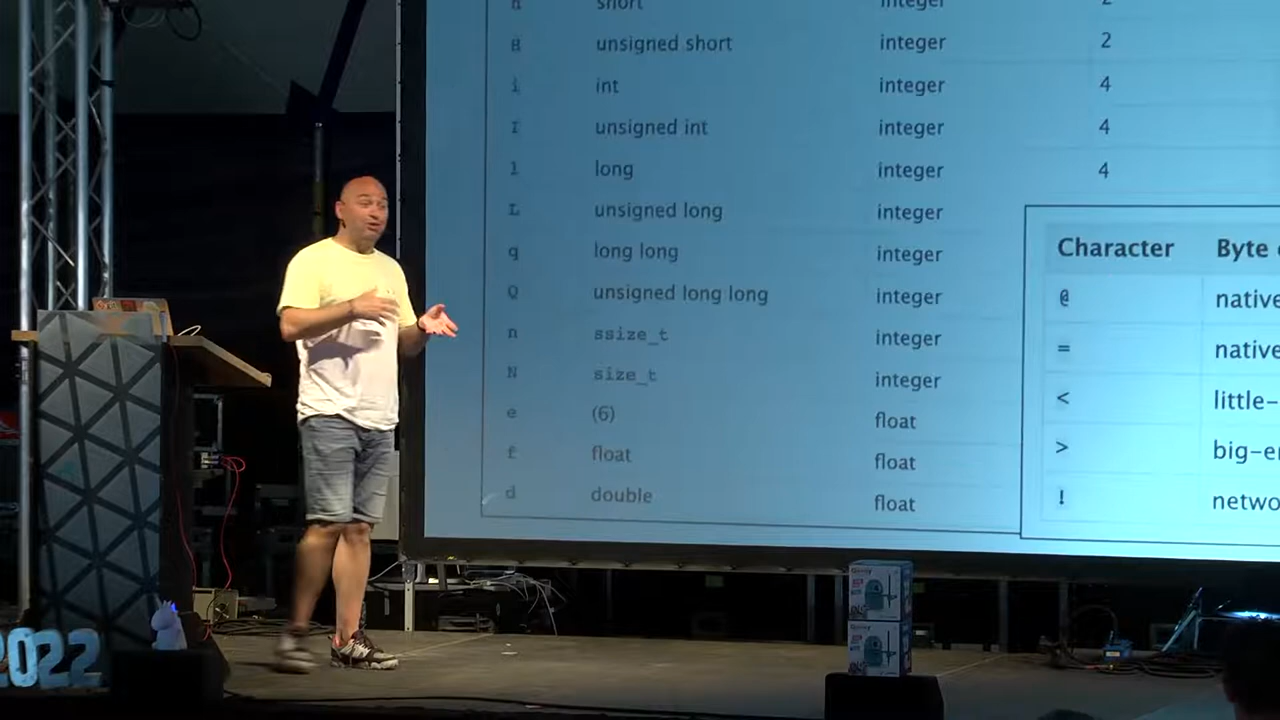 short integer 2
H unsigned short integer 2
i int integer 4
I unsigned int integer 4
l long integer 4
L unsigned long integer
q long long integer
Q unsigned long long integer
n ssize_t integer
N size_t integer
e (6) float
f float float
d double float
Character Byte
@ native
= native
< little-
> big-e
! netwo
2022